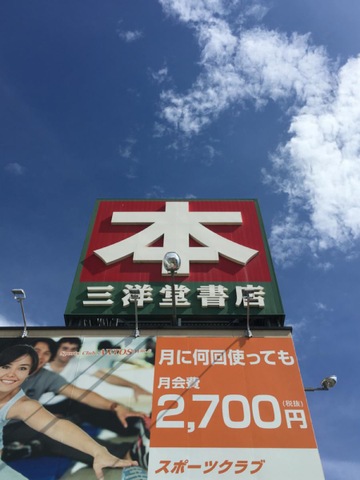 本
三洋堂書店
月に何回使っても
月会費
2,700円
(税抜)
スポーツクラブ